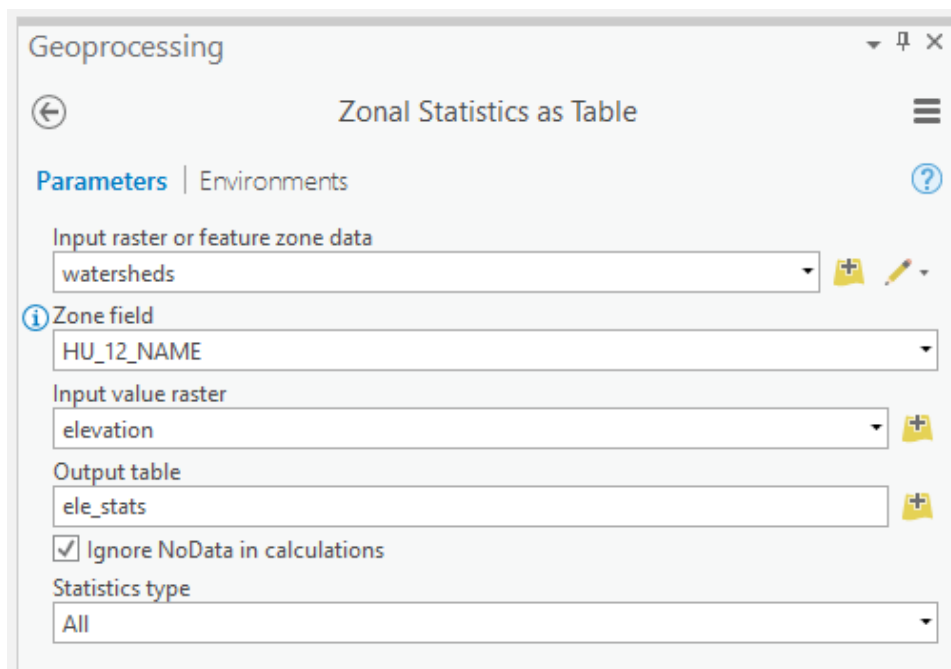 Geoprocessing
Zonal Statistics as Table
Parameters | Environments
Input raster or feature zone data
watersheds
Zone field
HU_12_NAME
Input value raster
elevation
Output table
ele_stats
Ignore NoData in calculations
Statistics type
All